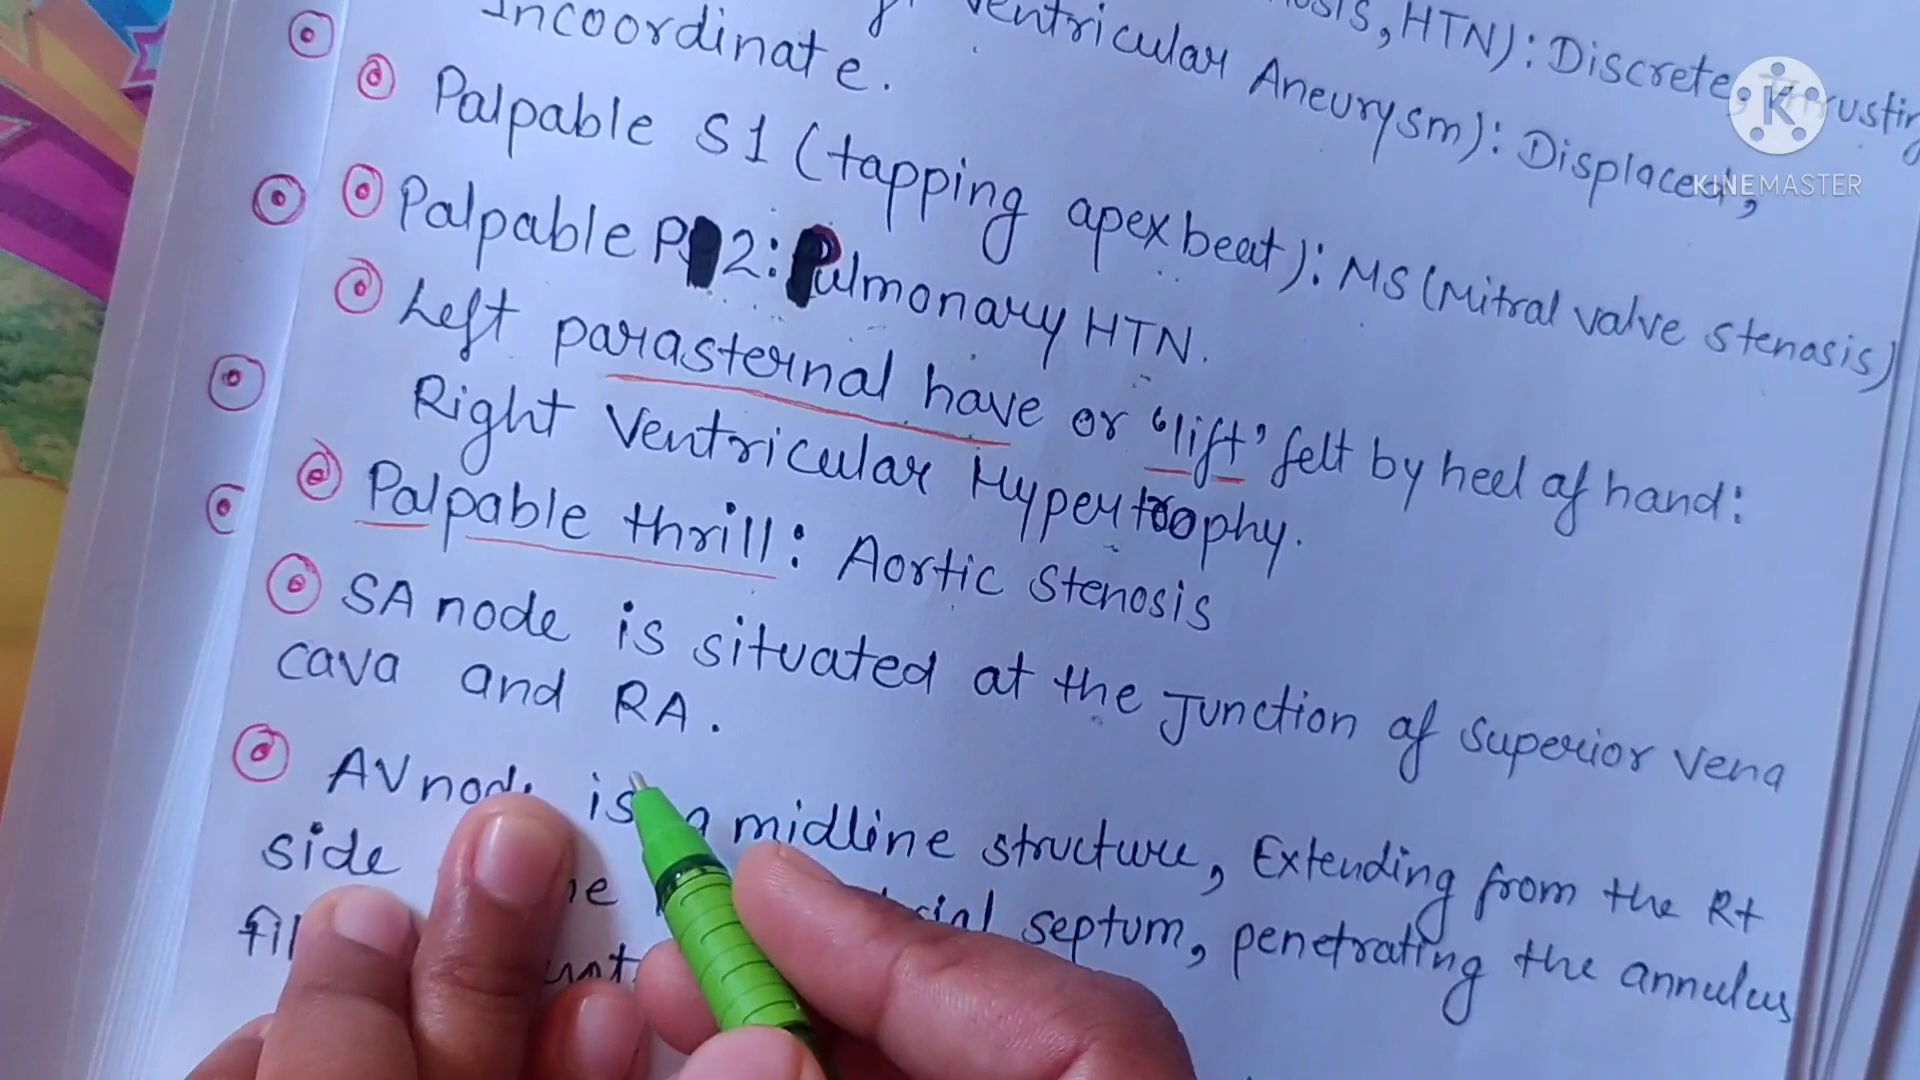 HTN): Discrete,
Ventricular Aneurysm): Displaced,
Incoordinate.
Palpable S1 (tapping apex beat): MS (Mitral valve stenosis)
Palpable P2: Pulmonary HTN.
Left parasternal have or 'lift' felt by heel of hand:
Right Ventricular Hypertrophy.
Palpable thrill: Aortic Stenosis
SA node is situated at the Junction of Superior Vena
cava and RA.
AV node is a midline structure, Extending from the Rt
side septum, penetrating the annulus
KINEMASTER